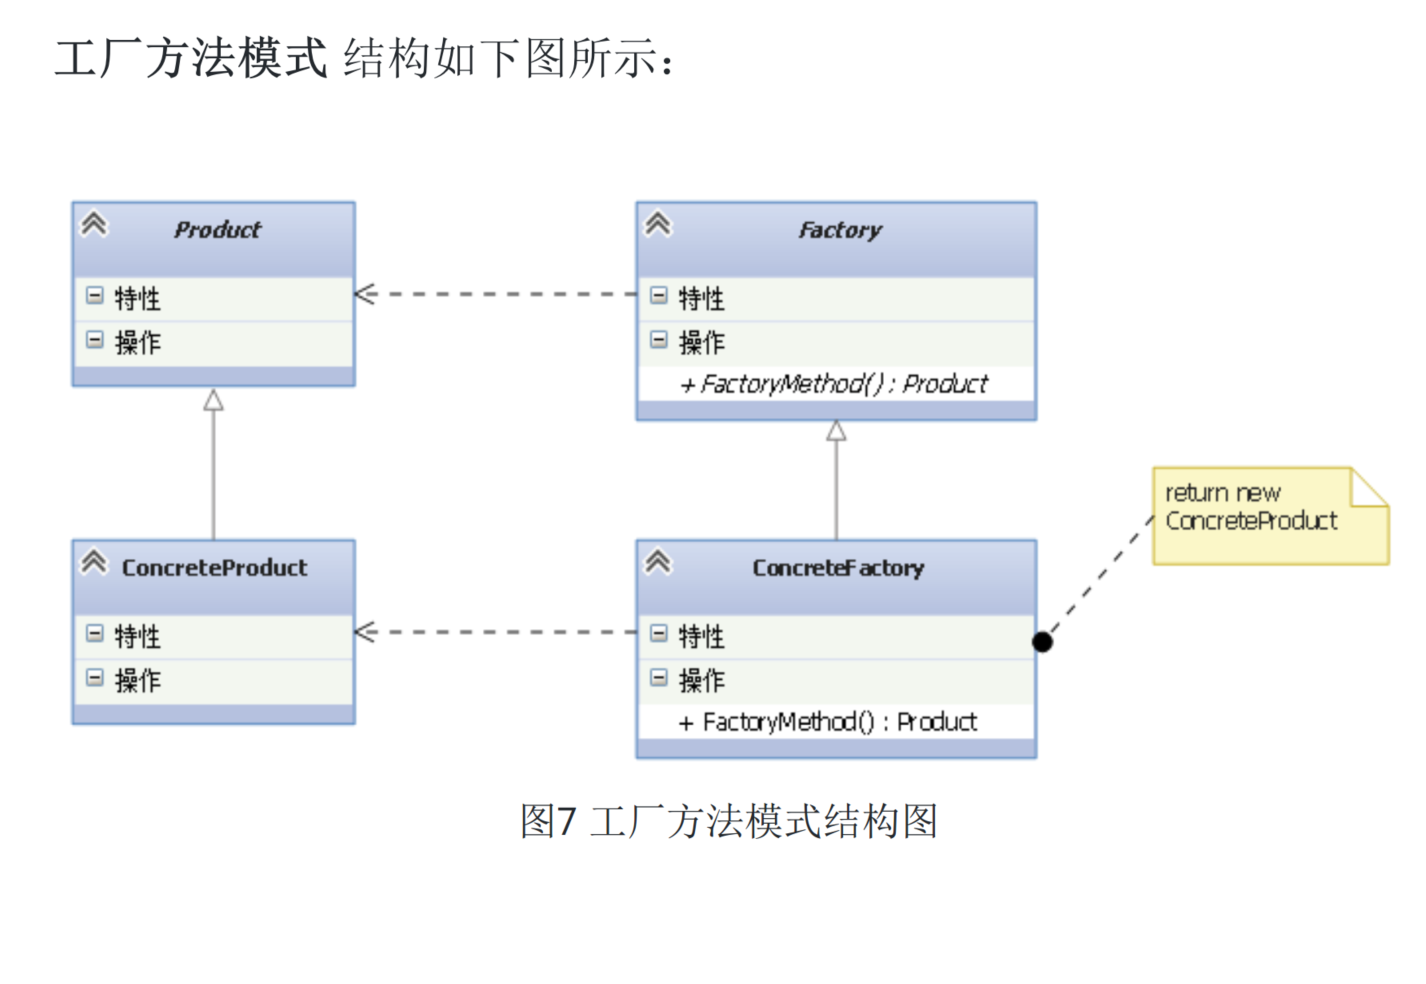 工厂方法模式 结构如下图所示：
Product
特性
操作
Factory
特性
操作
+ FactoryMethod() : Product
return new
ConcreteProduct
ConcreteProduct
特性
操作
ConcreteFactory
特性
操作
+ FactoryMethod() : Product
图7 工厂方法模式结构图